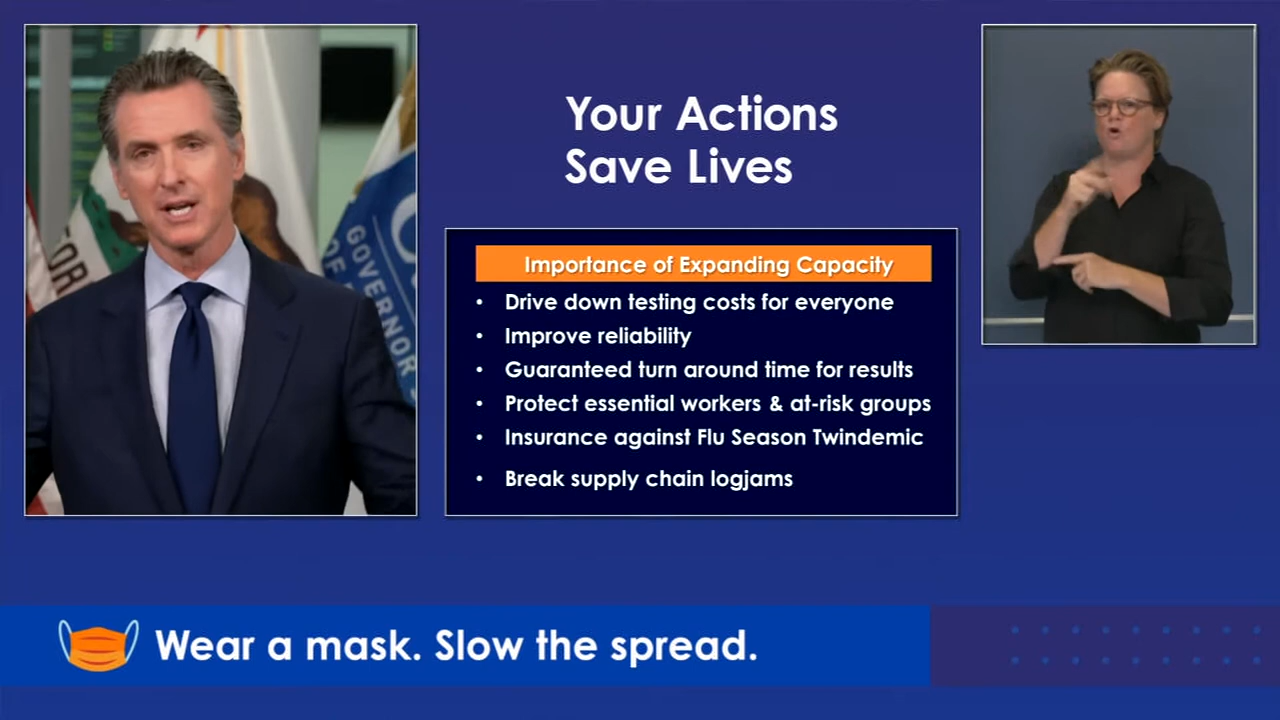 Your Actions
Save Lives
Importance of Expanding Capacity
• Drive down testing costs for everyone
• Improve reliability
• Guaranteed turn around time for results
• Protect essential workers & at-risk groups
• Insurance against Flu Season Twindemic
• Break supply chain logjams
GOVERNOR
OF
Wear a mask. Slow the spread.